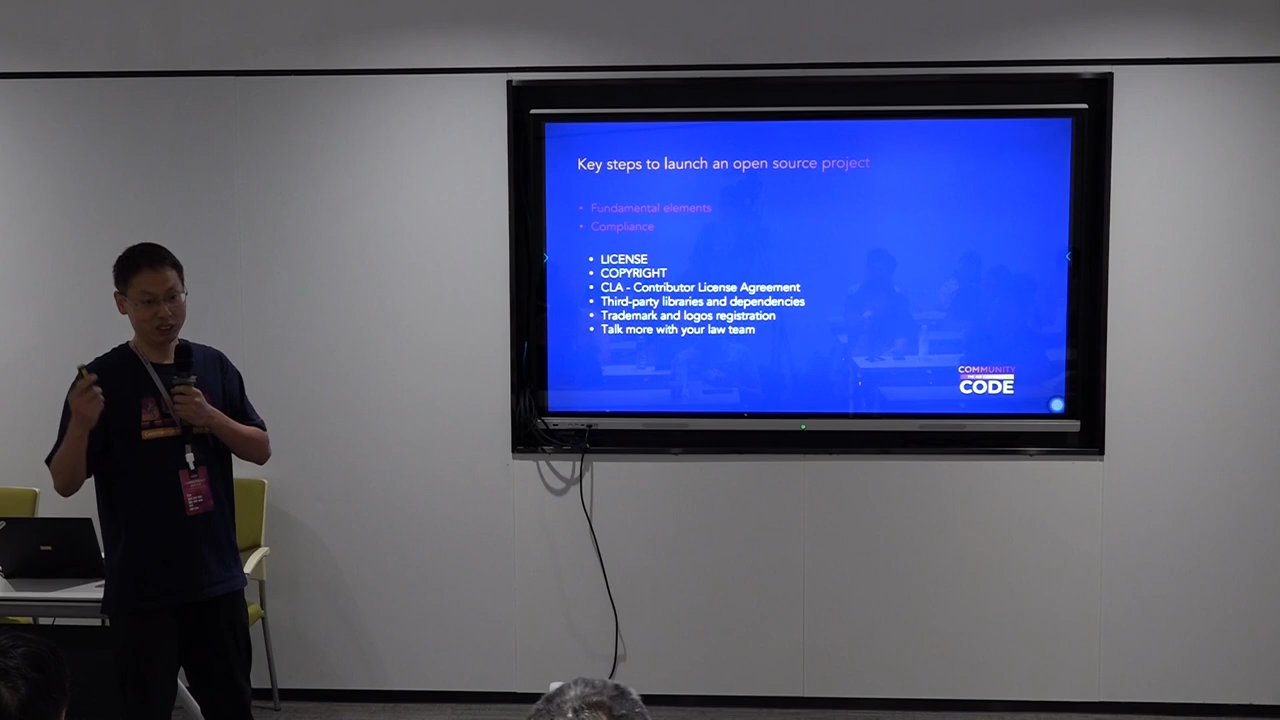 Key steps to launch an open source project
• Fundamental elements
• Compliance
• LICENSE
• COPYRIGHT
• CLA - Contributor License Agreement
• Third-party libraries and dependencies
• Trademark and logos registration
• Talk more with your law team
COMMUNITY
CODE